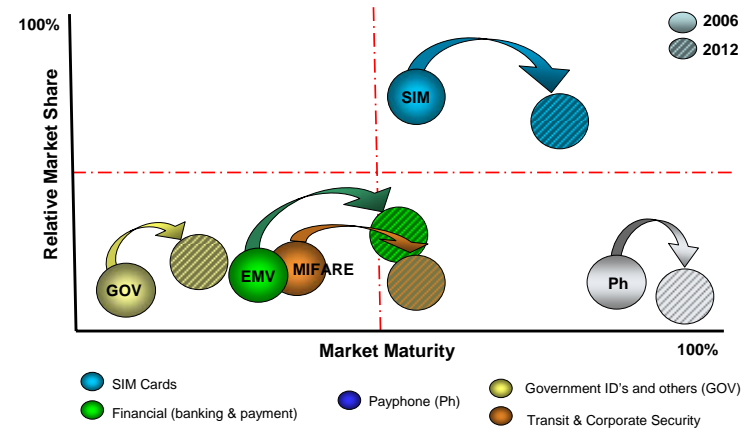 100%
2006
2012
Relative Market Share
SIM
GOV
EMV
MIFARE
Ph
Market Maturity
100%
SIM Cards
Financial (banking & payment)
Payphone (Ph)
Government ID's and others (GOV)
Transit & Corporate Security